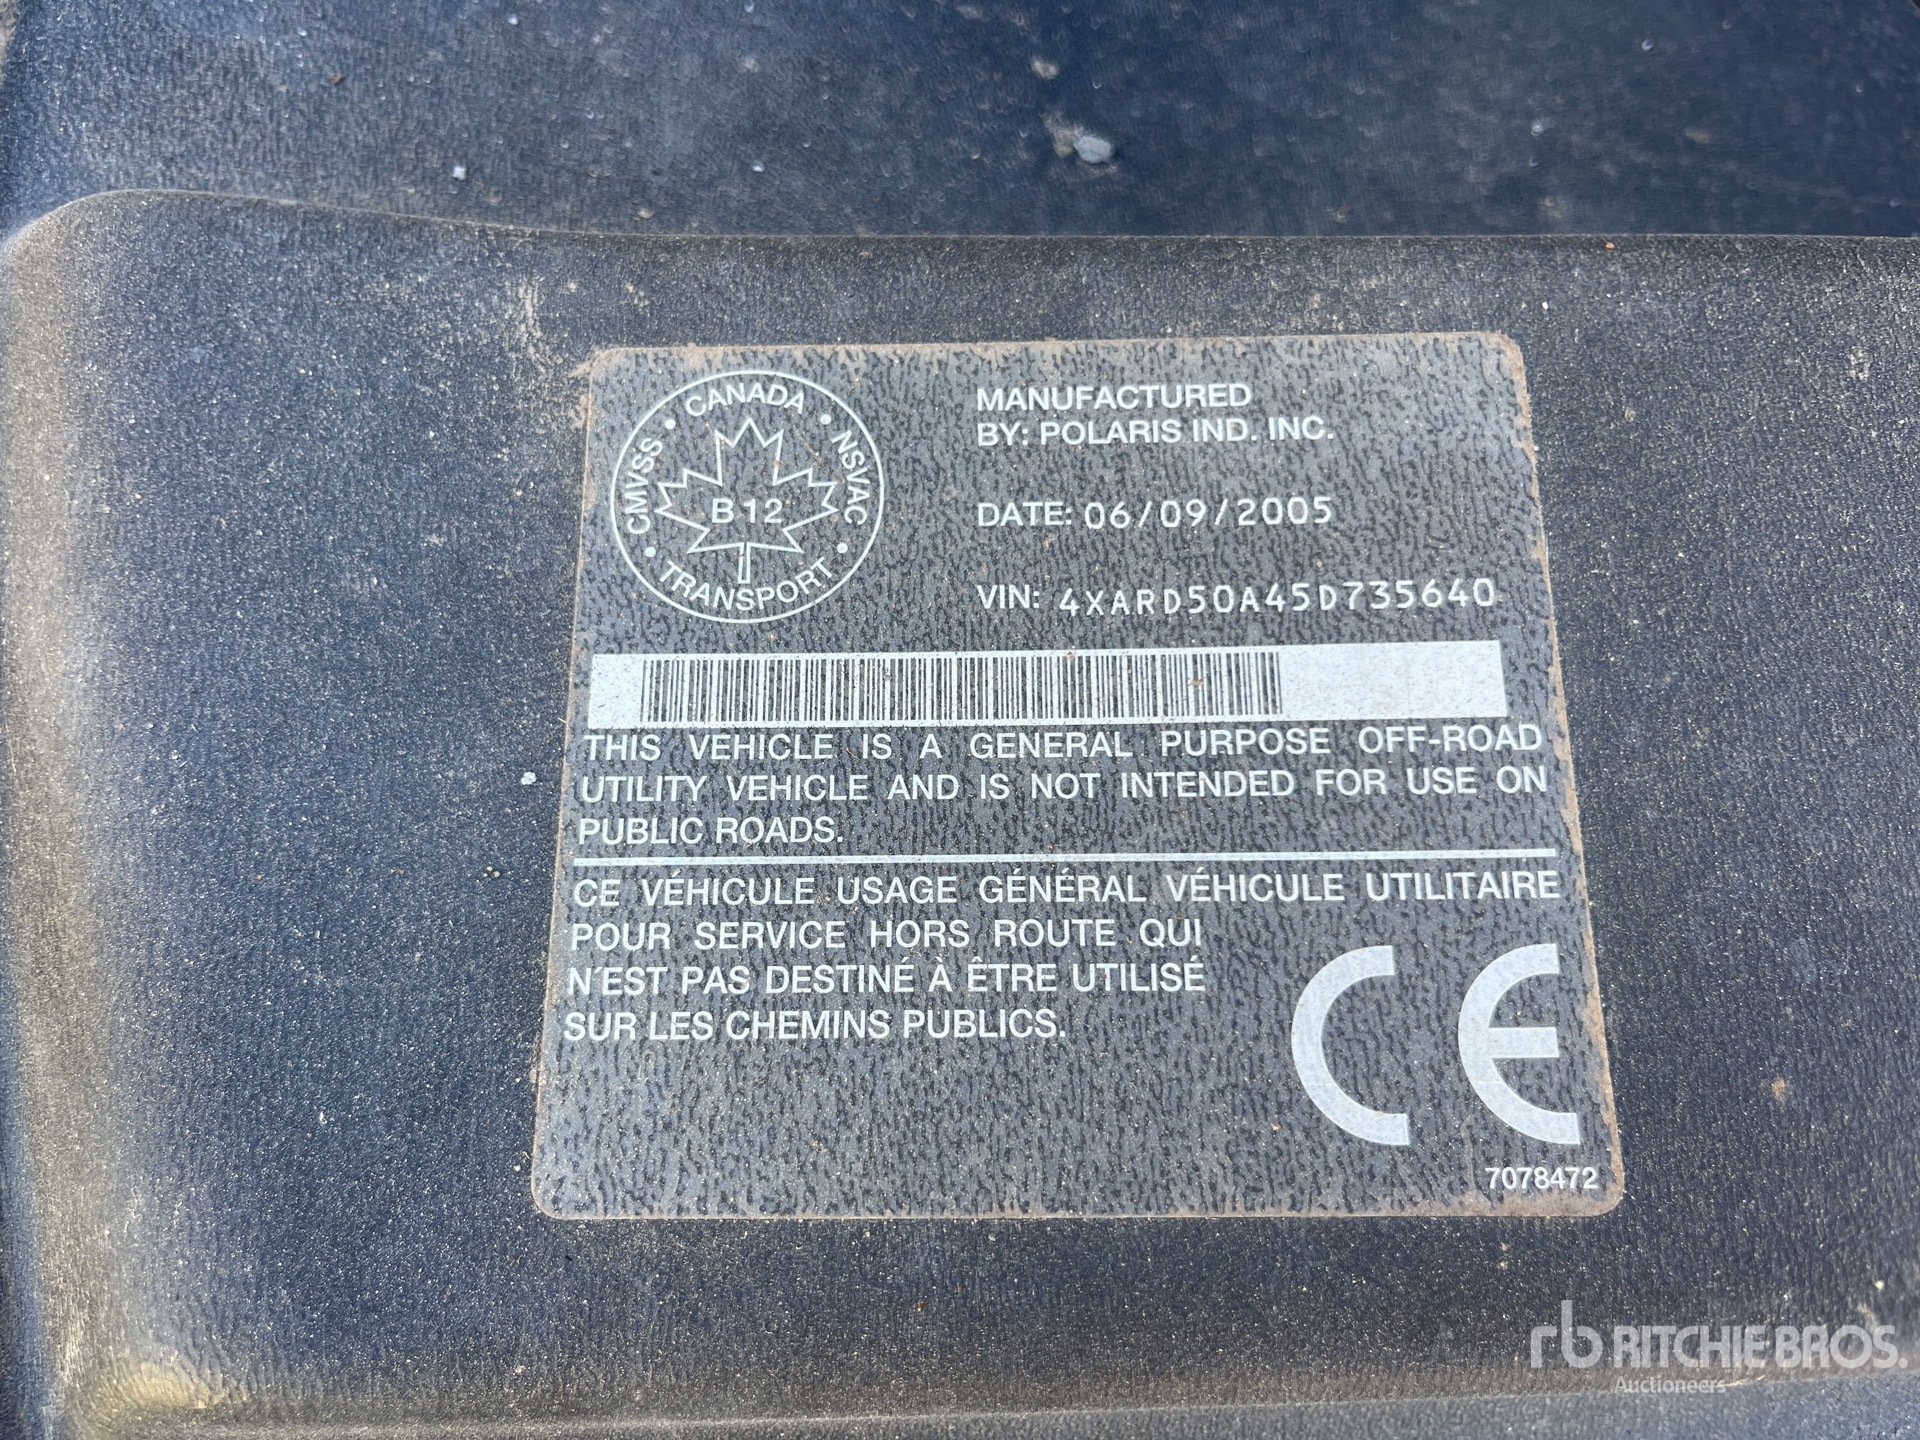 CANADA
CMVSS
NSVAC
B 12
TRANSPORT
MANUFACTURED
BY: POLARIS IND. INC.
DATE: 06/09/2005
VIN: 4XARD50A45D735640
THIS VEHICLE IS A GENERAL PURPOSE OFF-ROAD
UTILITY VEHICLE AND IS NOT INTENDED FOR USE ON
PUBLIC ROADS.
CE VEHICULE USAGE GÉNÉRAL VÉHICULE UTILITAIRE
POUR SERVICE HORS ROUTE QUI
N'EST PAS DESTINÉ À ÊTRE UTILISÉ
SUR LES CHEMINS PUBLICS.
CE
7078472
rb RITCHIE BROS.
Auctioneers